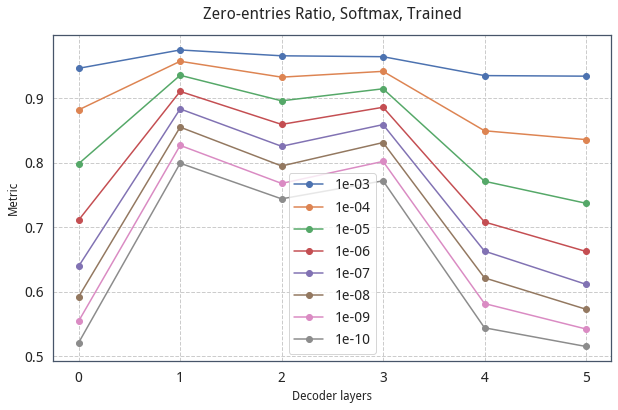 Zero-entries Ratio, Softmax, Trained
Metric
0.9
0.8
0.7
0.6
0.5
1e-03
1e-04
1e-05
1e-06
1e-07
1e-08
1e-09
1e-10
0 1 2 3 4 5
Decoder layers